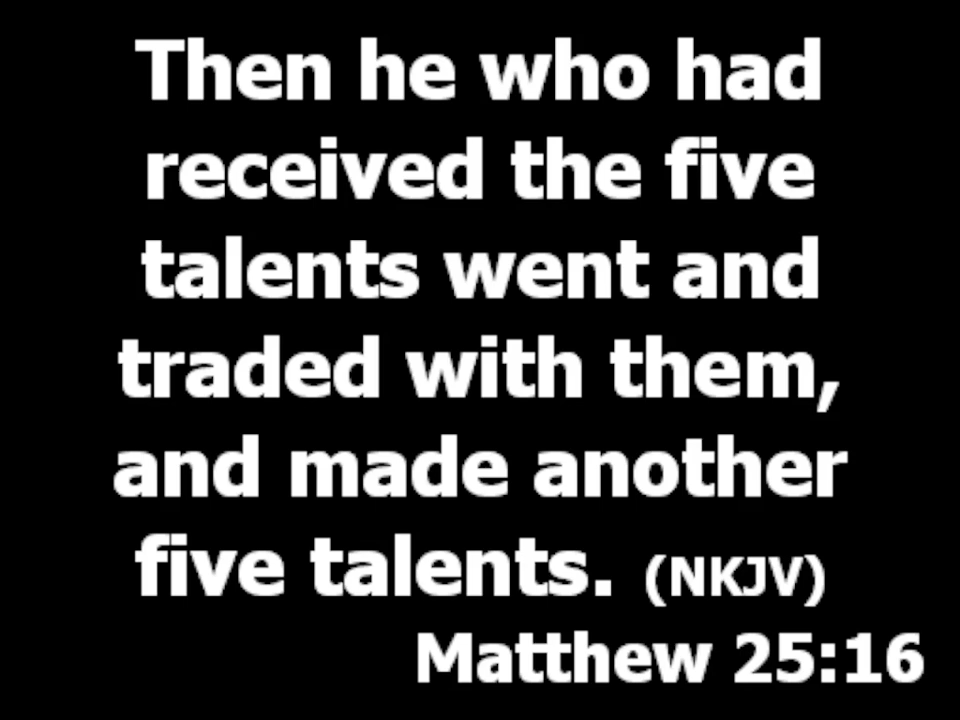 Then he who had
received the five
talents went and
traded with them,
and made another
five talents. (NKJV)
Matthew 25:16